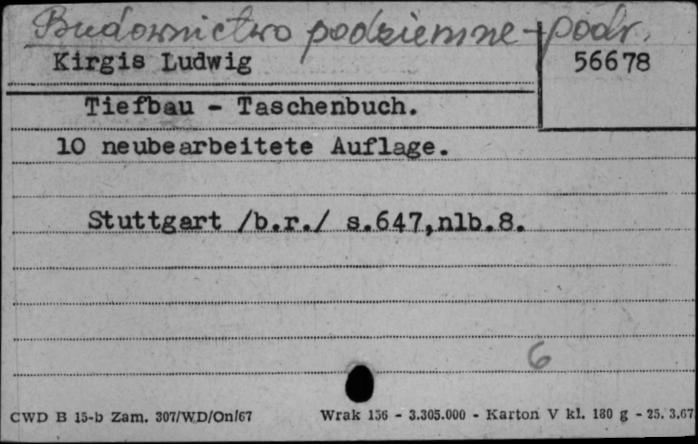 Budownictwo podziemne - podr.
Kirgis Ludwig
56678
Tiefbau - Taschenbuch.
10 neubearbeitete Auflage.
Stuttgart /b.r./ s.647,nlb.8.
6
CWD B 15-b Zam. 307/WD/On/67 Wrak 136 - 3.305.000 - Karton V kl. 180 g - 25. 3.67